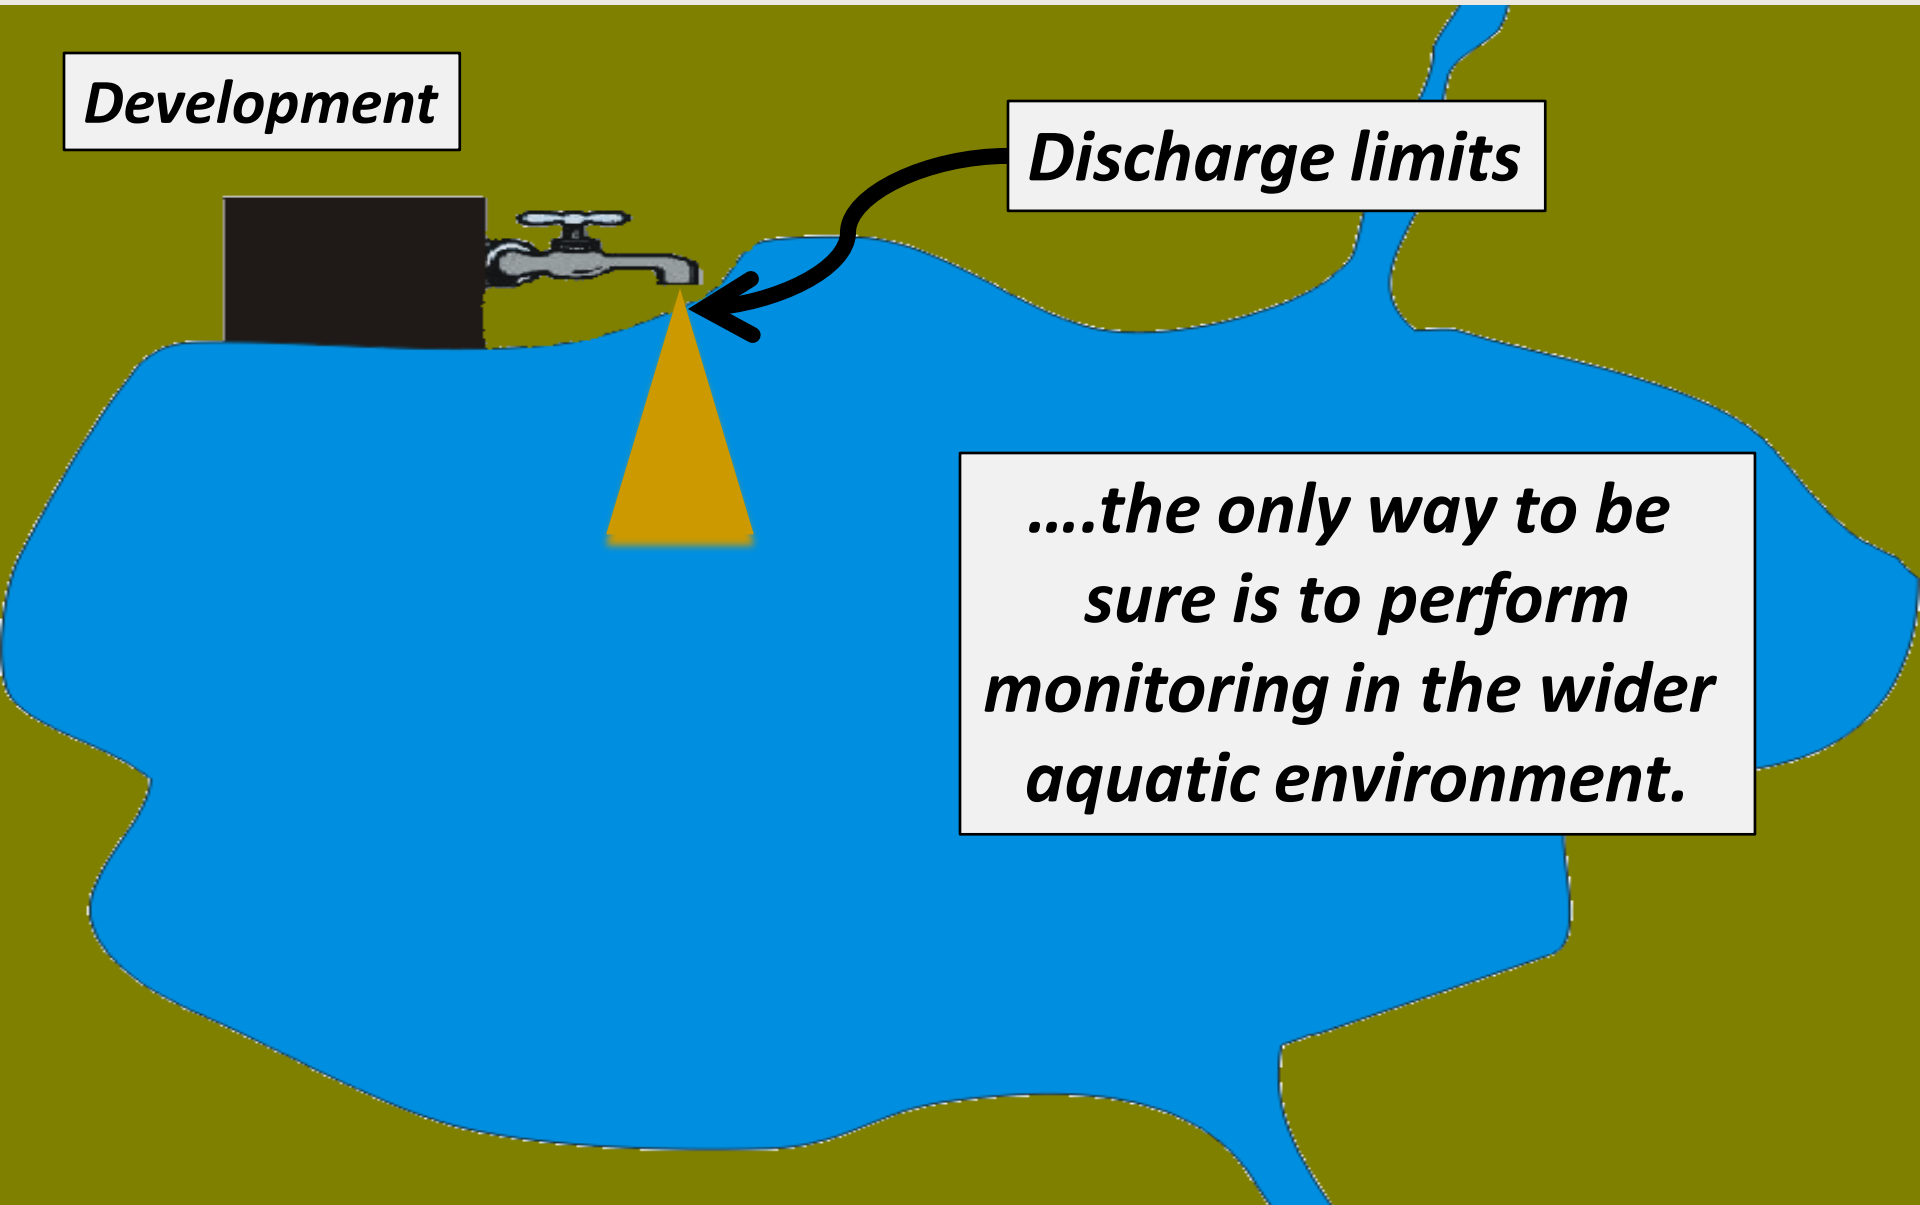 Development
Discharge limits
....the only way to be
sure is to perform
monitoring in the wider
aquatic environment.